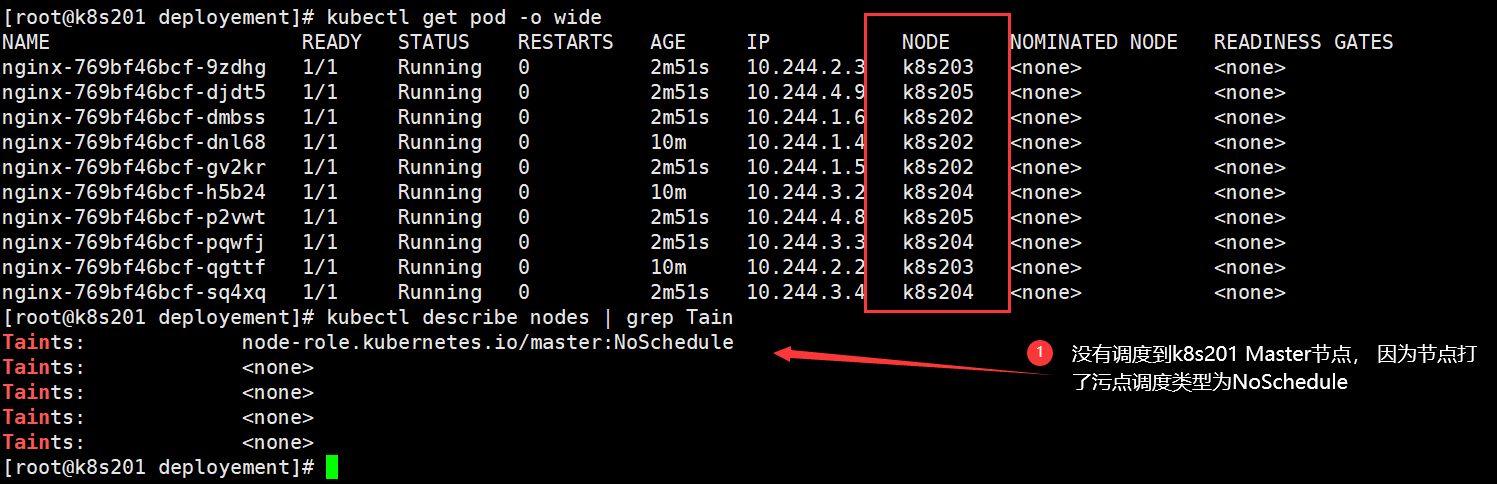 [root@k8s201 deployement]# kubectl get pod -o wide
NAME READY STATUS RESTARTS AGE IP NODE NOMINATED NODE READINESS GATES
nginx-769bf46bcf-9zdhg 1/1 Running 0 2m51s 10.244.2.3 k8s203 <none> <none>
nginx-769bf46bcf-djdt5 1/1 Running 0 2m51s 10.244.4.9 k8s205 <none> <none>
nginx-769bf46bcf-dmbss 1/1 Running 0 2m51s 10.244.1.6 k8s202 <none> <none>
nginx-769bf46bcf-dnl68 1/1 Running 0 10m 10.244.1.4 k8s202 <none> <none>
nginx-769bf46bcf-gv2kr 1/1 Running 0 2m51s 10.244.1.5 k8s202 <none> <none>
nginx-769bf46bcf-h5b24 1/1 Running 0 10m 10.244.3.2 k8s204 <none> <none>
nginx-769bf46bcf-p2vwt 1/1 Running 0 2m51s 10.244.4.8 k8s205 <none> <none>
nginx-769bf46bcf-pqwfj 1/1 Running 0 2m51s 10.244.3.3 k8s204 <none> <none>
nginx-769bf46bcf-qgttf 1/1 Running 0 10m 10.244.2.2 k8s203 <none> <none>
nginx-769bf46bcf-sq4xq 1/1 Running 0 2m51s 10.244.3.4 k8s204 <none> <none>
[root@k8s201 deployement]# kubectl describe nodes | grep Tain
Taints: node-role.kubernetes.io/master:NoSchedule
Taints: <none>
Taints: <none>
Taints: <none>
Taints: <none>
[root@k8s201 deployement]#
1 没有调度到k8s201 Master节点， 因为节点打
了污点调度类型为NoSchedule